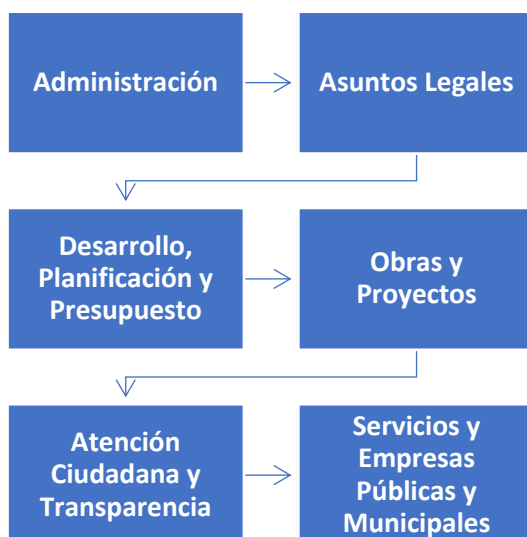 Administración
Asuntos Legales
Desarrollo,
Planificación y
Presupuesto
Obras y
Proyectos
Atención
Ciudadana y
Transparencia
Servicios y
Empresas
Públicas y
Municipales